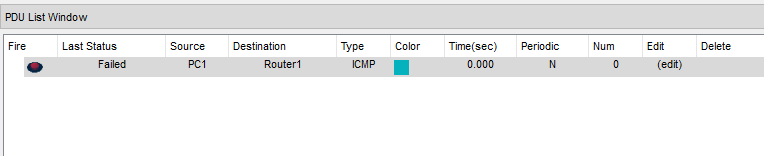 PDU List Window
Fire Last Status Source Destination Type Color Time(sec) Periodic Num Edit Delete
Failed PC1 Router1 ICMP 0.000 N 0 (edit)